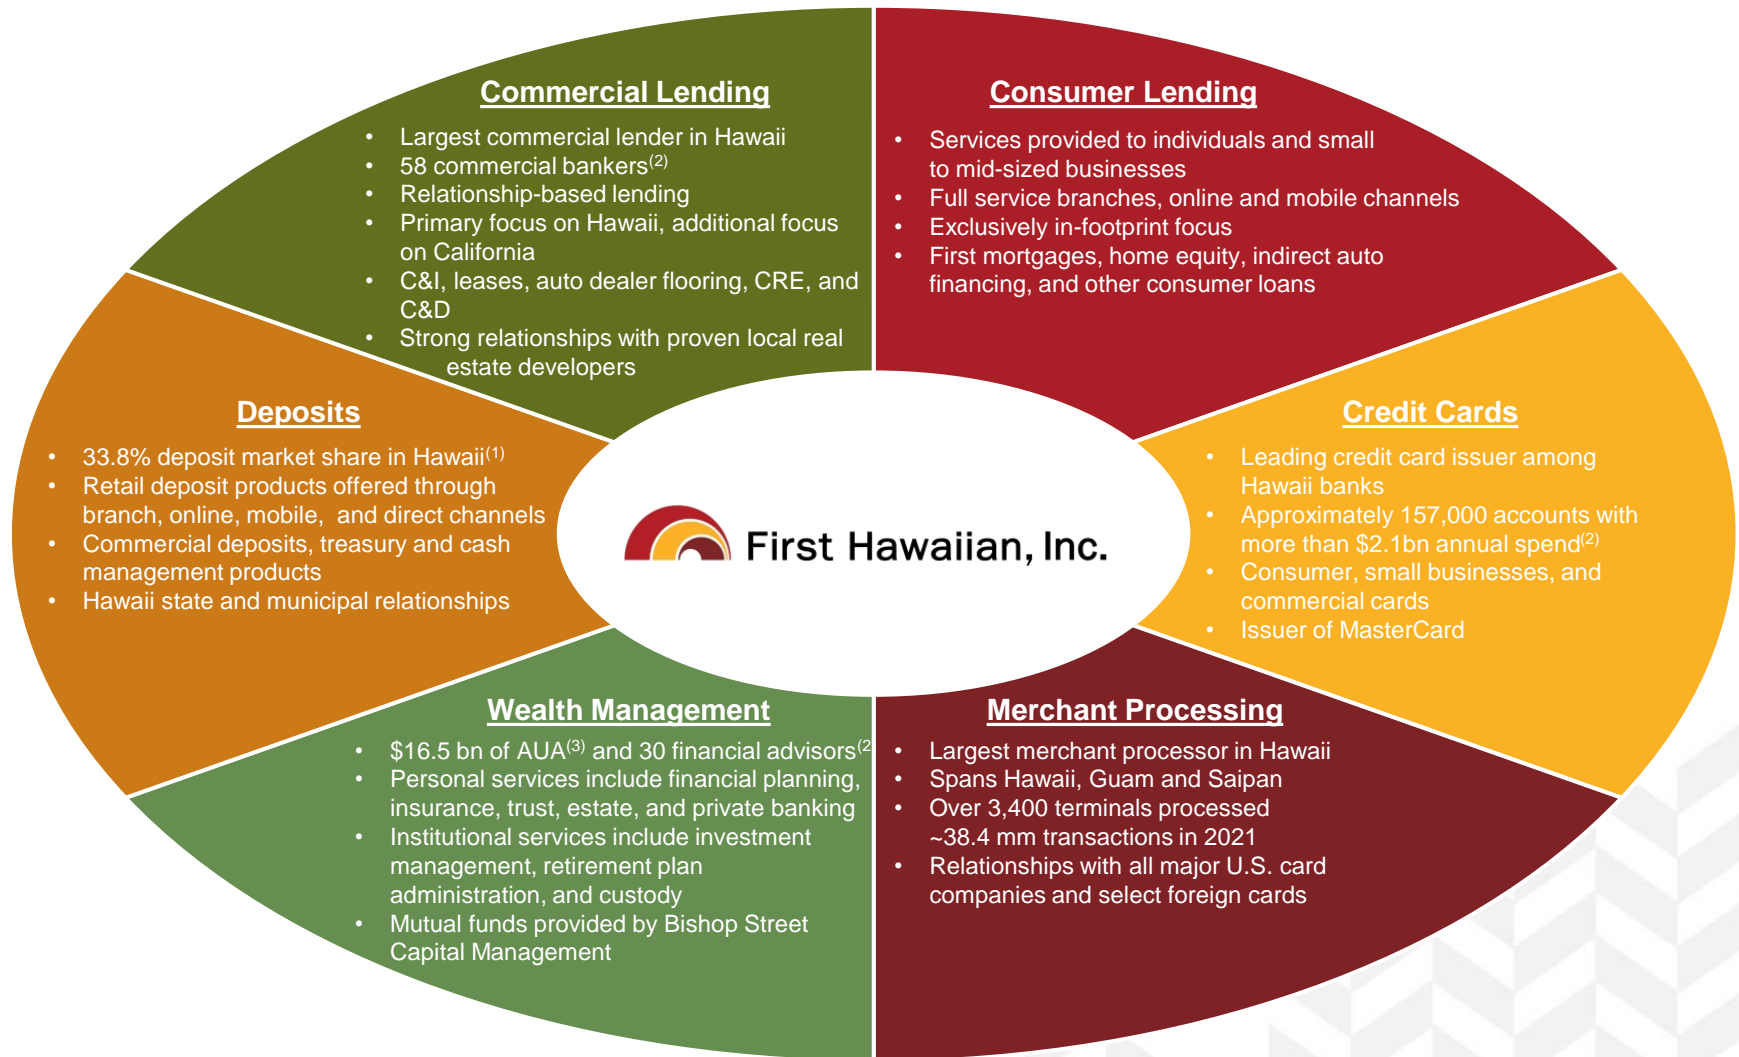 Commercial Lending
• Largest commercial lender in Hawaii
• 58 commercial bankers(2)
• Relationship-based lending
• Primary focus on Hawaii, additional focus
on California
• C&I, leases, auto dealer flooring, CRE, and
C&D
• Strong relationships with proven local real
estate developers
Consumer Lending
• Services provided to individuals and small
to mid-sized businesses
• Full service branches, online and mobile channels
• Exclusively in-footprint focus
• First mortgages, home equity, indirect auto
financing, and other consumer loans
Deposits
• 33.8% deposit market share in Hawaii(1)
• Retail deposit products offered through
branch, online, mobile, and direct channels
• Commercial deposits, treasury and cash
management products
• Hawaii state and municipal relationships
First Hawaiian, Inc.
Credit Cards
• Leading credit card issuer among
Hawaii banks
• Approximately 157,000 accounts with
more than $2.1bn annual spend(2)
• Consumer, small businesses, and
commercial cards
• Issuer of MasterCard
Wealth Management
• $16.5 bn of AUA(3) and 30 financial advisors(2
• Personal services include financial planning,
insurance, trust, estate, and private banking
• Institutional services include investment
management, retirement plan
administration, and custody
• Mutual funds provided by Bishop Street
Capital Management
Merchant Processing
• Largest merchant processor in Hawaii
• Spans Hawaii, Guam and Saipan
• Over 3,400 terminals processed
~38.4 mm transactions in 2021
• Relationships with all major U.S. card
companies and select foreign cards